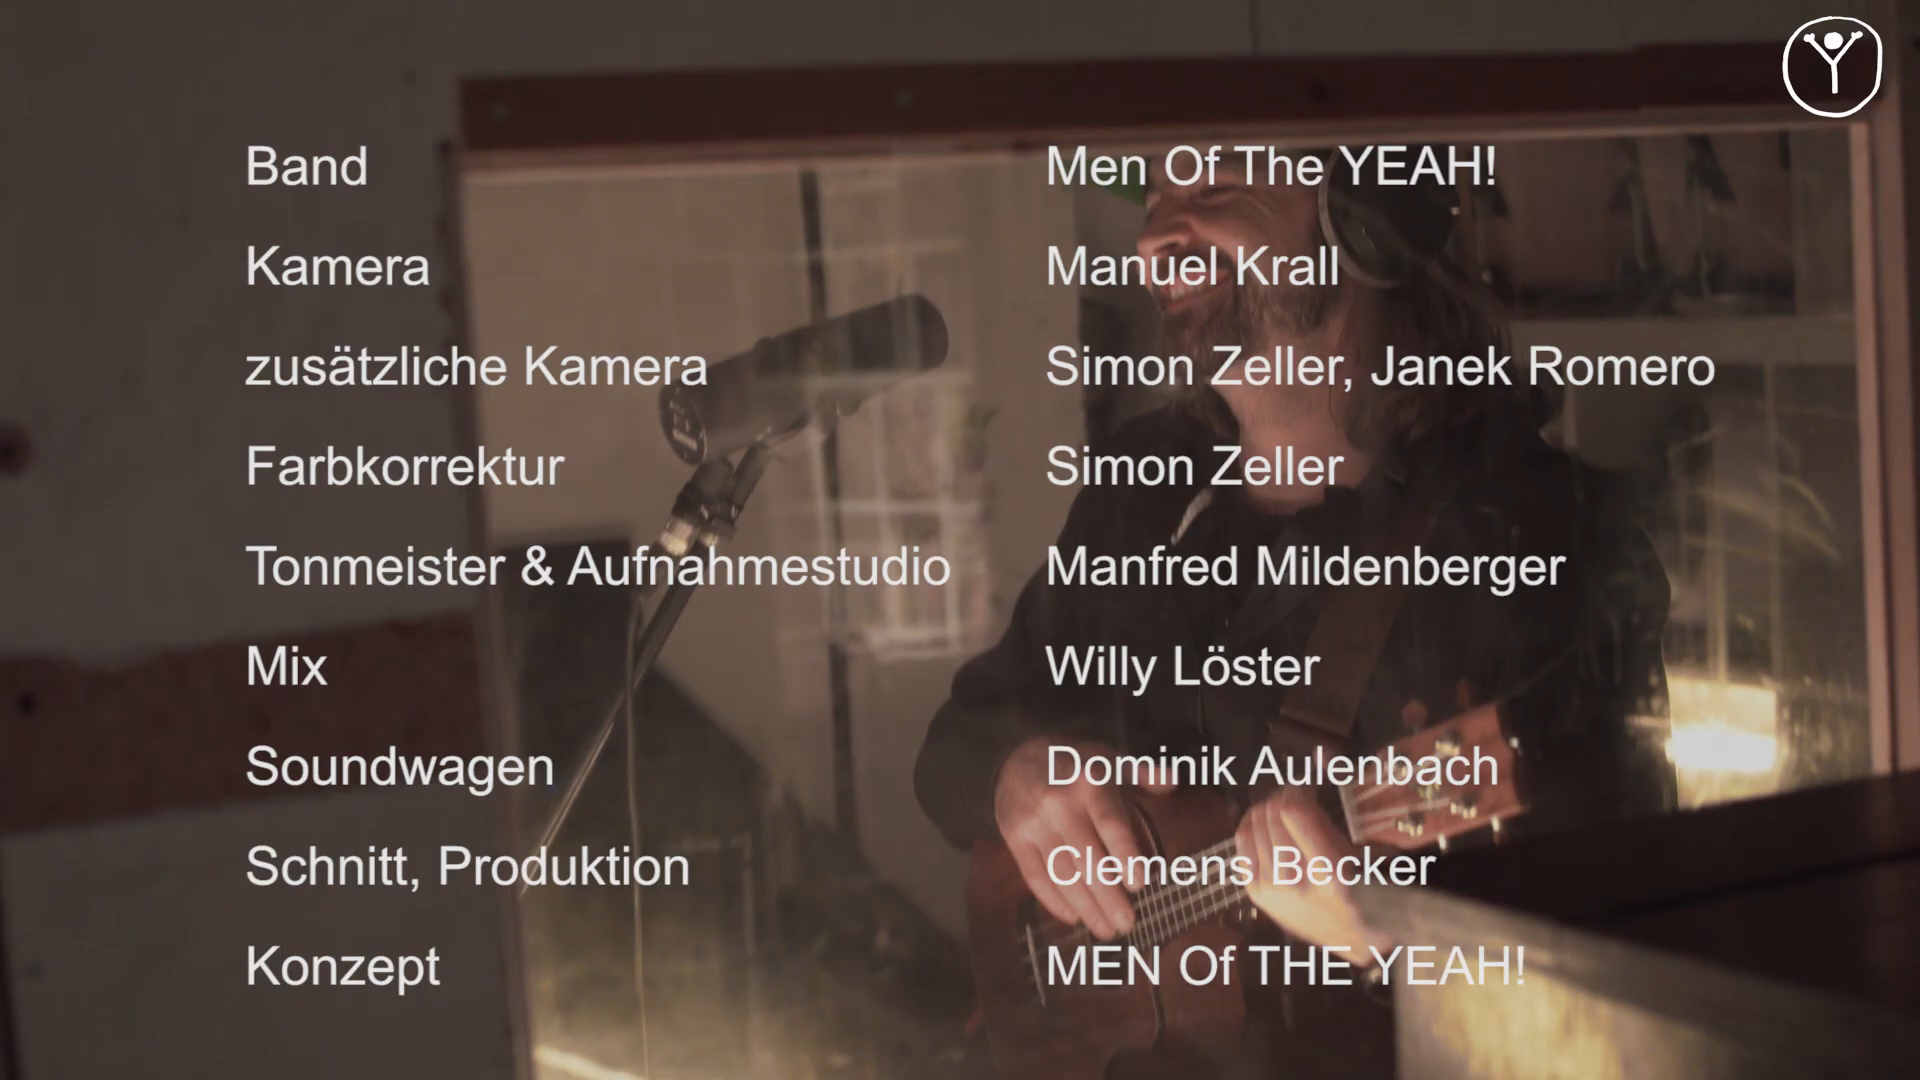 Band Men Of The YEAH!
Kamera Manuel Krall
zusätzliche Kamera Simon Zeller, Janek Romero
Farbkorrektur Simon Zeller
Tonmeister & Aufnahmestudio Manfred Mildenberger
Mix Willy Löster
Soundwagen Dominik Aulenbach
Schnitt, Produktion Clemens Becker
Konzept MEN Of THE YEAH!